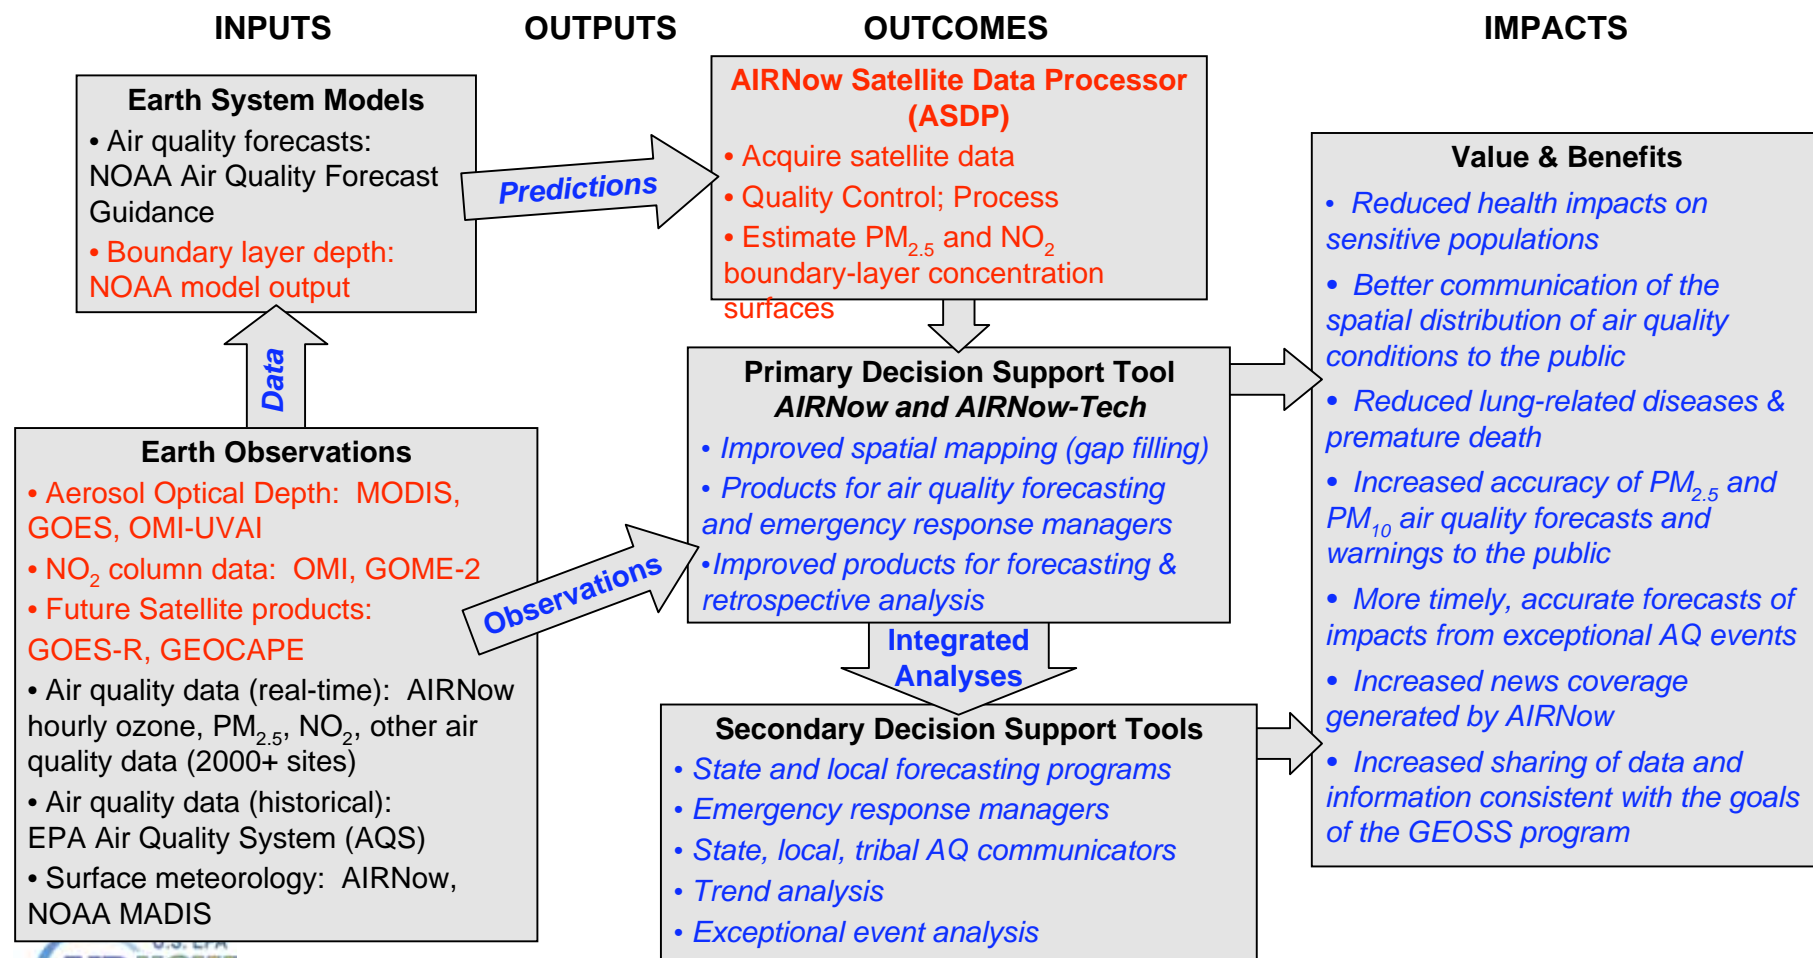 INPUTS OUTPUTS OUTCOMES IMPACTS
Earth System Models
• Air quality forecasts:
NOAA Air Quality Forecast
Guidance
• Boundary layer depth:
NOAA model output
Predictions
AIRNow Satellite Data Processor
(ASDP)
• Acquire satellite data
• Quality Control; Process
• Estimate PM2.5 and NO2
boundary-layer concentration
surfaces
Data
Earth Observations
• Aerosol Optical Depth: MODIS,
GOES, OMI-UVAI
• NO2 column data: OMI, GOME-2
• Future Satellite products:
GOES-R, GEOCAPE
• Air quality data (real-time): AIRNow
hourly ozone, PM2.5, NO2, other air
quality data (2000+ sites)
• Air quality data (historical):
EPA Air Quality System (AQS)
• Surface meteorology: AIRNow,
NOAA MADIS
Observations
Primary Decision Support Tool
AIRNow and AIRNow-Tech
• Improved spatial mapping (gap filling)
• Products for air quality forecasting
and emergency response managers
•Improved products for forecasting &
retrospective analysis
Integrated
Analyses
Secondary Decision Support Tools
• State and local forecasting programs
• Emergency response managers
• State, local, tribal AQ communicators
• Trend analysis
• Exceptional event analysis
Value & Benefits
• Reduced health impacts on
sensitive populations
• Better communication of the
spatial distribution of air quality
conditions to the public
• Reduced lung-related diseases &
premature death
• Increased accuracy of PM2.5 and
PM10 air quality forecasts and
warnings to the public
• More timely, accurate forecasts of
impacts from exceptional AQ events
• Increased news coverage
generated by AIRNow
• Increased sharing of data and
information consistent with the goals
of the GEOSS program
U.S. EPA